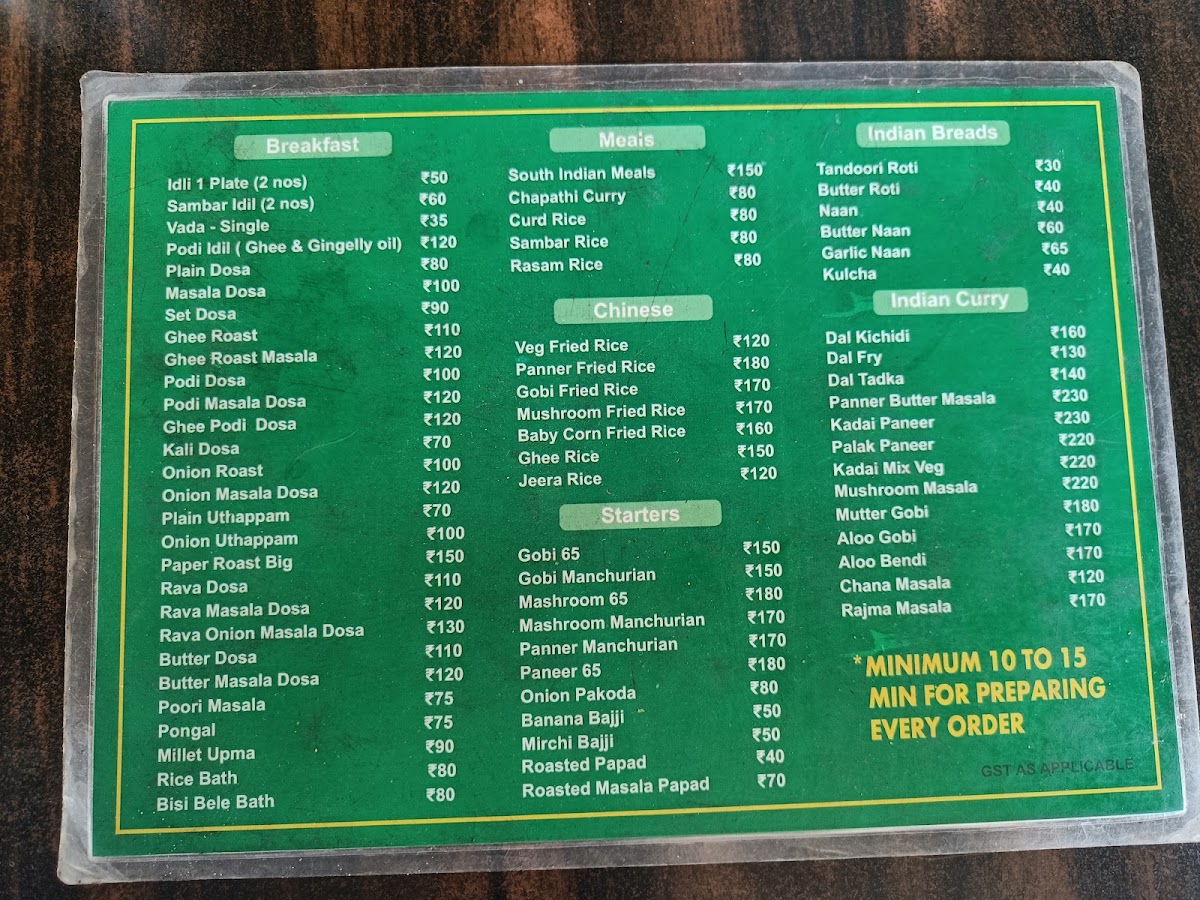 Breakfast
Idli 1 Plate (2 nos) ₹50
Sambar Idil (2 nos) ₹60
Vada - Single ₹35
Podi Idil ( Ghee & Gingelly oil) ₹120
Plain Dosa ₹80
Masala Dosa ₹100
Set Dosa ₹90
Ghee Roast ₹110
Ghee Roast Masala ₹120
Podi Dosa ₹100
Podi Masala Dosa ₹120
Ghee Podi Dosa ₹120
Kali Dosa ₹70
Onion Roast ₹100
Onion Masala Dosa ₹120
Plain Uthappam ₹70
Onion Uthappam ₹100
Paper Roast Big ₹150
Rava Dosa ₹110
Rava Masala Dosa ₹120
Rava Onion Masala Dosa ₹130
Butter Dosa ₹110
Butter Masala Dosa ₹120
Poori Masala ₹75
Pongal ₹75
Millet Upma ₹90
Rice Bath ₹80
Bisi Bele Bath ₹80
Meals
South Indian Meals ₹150
Chapathi Curry ₹80
Curd Rice ₹80
Sambar Rice ₹80
Rasam Rice ₹80
Chinese
Veg Fried Rice ₹120
Panner Fried Rice ₹180
Gobi Fried Rice ₹170
Mushroom Fried Rice ₹170
Baby Corn Fried Rice ₹160
Ghee Rice ₹150
Jeera Rice ₹120
Starters
Gobi 65 ₹150
Gobi Manchurian ₹150
Mashroom 65 ₹180
Mashroom Manchurian ₹170
Panner Manchurian ₹170
Paneer 65 ₹180
Onion Pakoda ₹80
Banana Bajji ₹50
Mirchi Bajji ₹50
Roasted Papad ₹40
Roasted Masala Papad ₹70
Indian Breads
Tandoori Roti ₹30
Butter Roti ₹40
Naan ₹40
Butter Naan ₹60
Garlic Naan ₹65
Kulcha ₹40
Indian Curry
Dal Kichidi ₹160
Dal Fry ₹130
Dal Tadka ₹140
Panner Butter Masala ₹230
Kadai Paneer ₹230
Palak Paneer ₹220
Kadai Mix Veg ₹220
Mushroom Masala ₹220
Mutter Gobi ₹180
Aloo Gobi ₹170
Aloo Bendi ₹170
Chana Masala ₹120
Rajma Masala ₹170
*MINIMUM 10 TO 15
MIN FOR PREPARING
EVERY ORDER
GST AS APPLICABLE